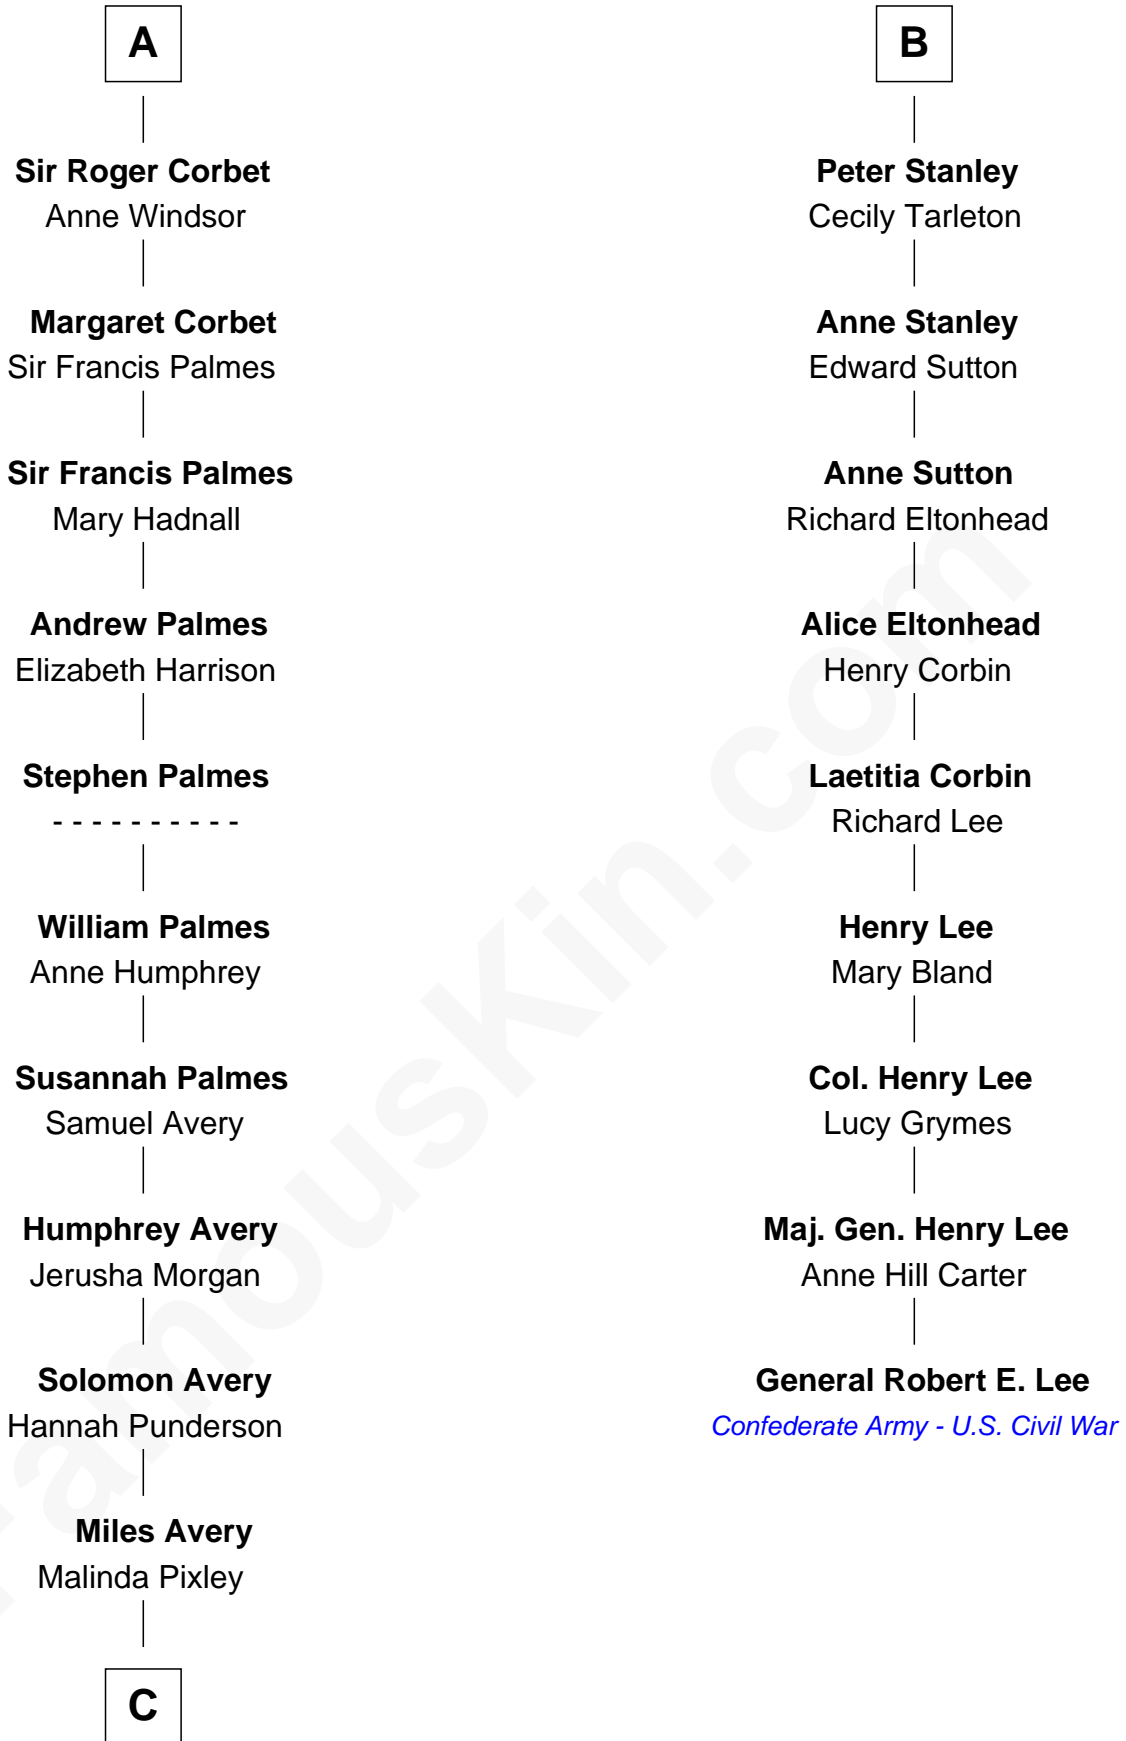 A
Sir Roger Corbet
Anne Windsor
Margaret Corbet
Sir Francis Palmes
Sir Francis Palmes
Mary Hadnall
Andrew Palmes
Elizabeth Harrison
Stephen Palmes
- - - - - - - - - -
William Palmes
Anne Humphrey
Susannah Palmes
Samuel Avery
Humphrey Avery
Jerusha Morgan
Solomon Avery
Hannah Punderson
Miles Avery
Malinda Pixley
C
B
Peter Stanley
Cecily Tarleton
Anne Stanley
Edward Sutton
Anne Sutton
Richard Eltonhead
Alice Eltonhead
Henry Corbin
Laetitia Corbin
Richard Lee
Henry Lee
Mary Bland
Col. Henry Lee
Lucy Grymes
Maj. Gen. Henry Lee
Anne Hill Carter
General Robert E. Lee
Confederate Army - U.S. Civil War
FamousKin.com